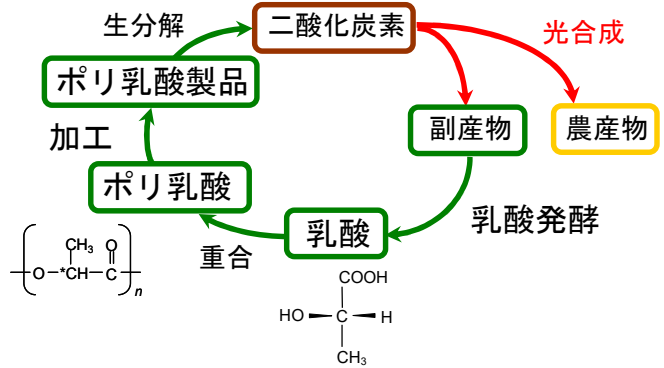 生分解
二酸化炭素
光合成
ポリ乳酸製品
副産物
農産物
加工
ポリ乳酸
乳酸
乳酸発酵
重合
CH3 O
O *CH C n
COOH
HO C H
CH3